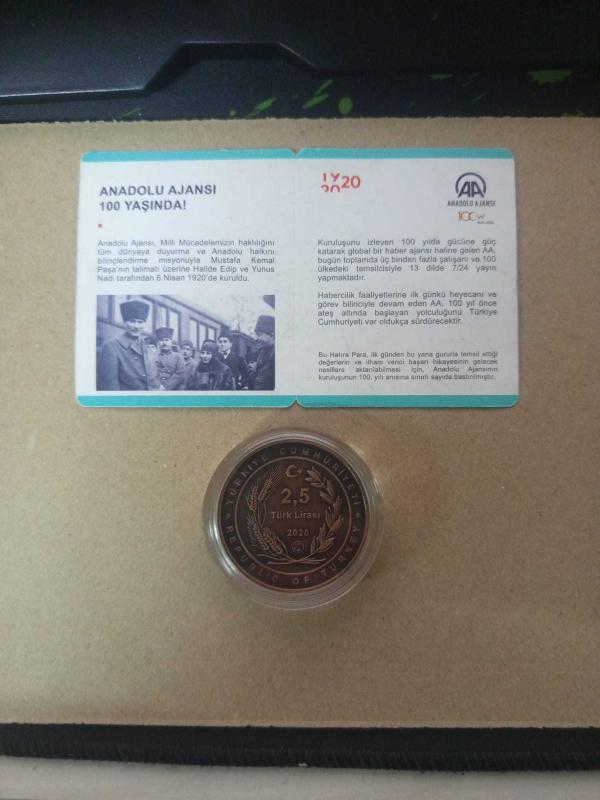 ANADOLU AJANSI
100 YAŞINDA!
Anadolu Ajansı, Milli Mücadelemizin haklılığını
tüm dünyaya duyurma ve Anadolu halkını
bilinçlendirme misyonuyla Mustafa Kemal
Paşa'nın talimatı üzerine Halide Edip ve Yunus
Nadi tarafından 6 Nisan 1920'de kuruldu.
1920
20
AA
ANADOLU AJANSI
100.yıl
Kuruluşunu izleyen 100 yılda gücüne güç
katarak global bir haber ajansı haline gelen AA,
bugün toplamda üç binden fazla çalışanı ve 100
ülkedeki temsilcisiyle 13 dilde 7/24 yayın
yapmaktadır.
Habercilik faaliyetlerine ilk günkü heyecanı ve
görev bilinciyle devam eden AA, 100 yıl önce
ateş altında başlayan yolculuğunu Türkiye
Cumhuriyeti var oldukça sürdürecektir.
Bu Hatıra Para, ilk günden bu yana gururla temsil ettiği
değerlerin ve ilham verici başarı hikayesinin gelecek
nesillere aktarılabilmesi için, Anadolu Ajansının
kuruluşunun 100. yılı anısına sınırlı sayıda bastırılmıştır.
TÜRKİYE CUMHURİYETİ
2,5
Türk Lirası
2020
REPUBLIC OF TURKEY